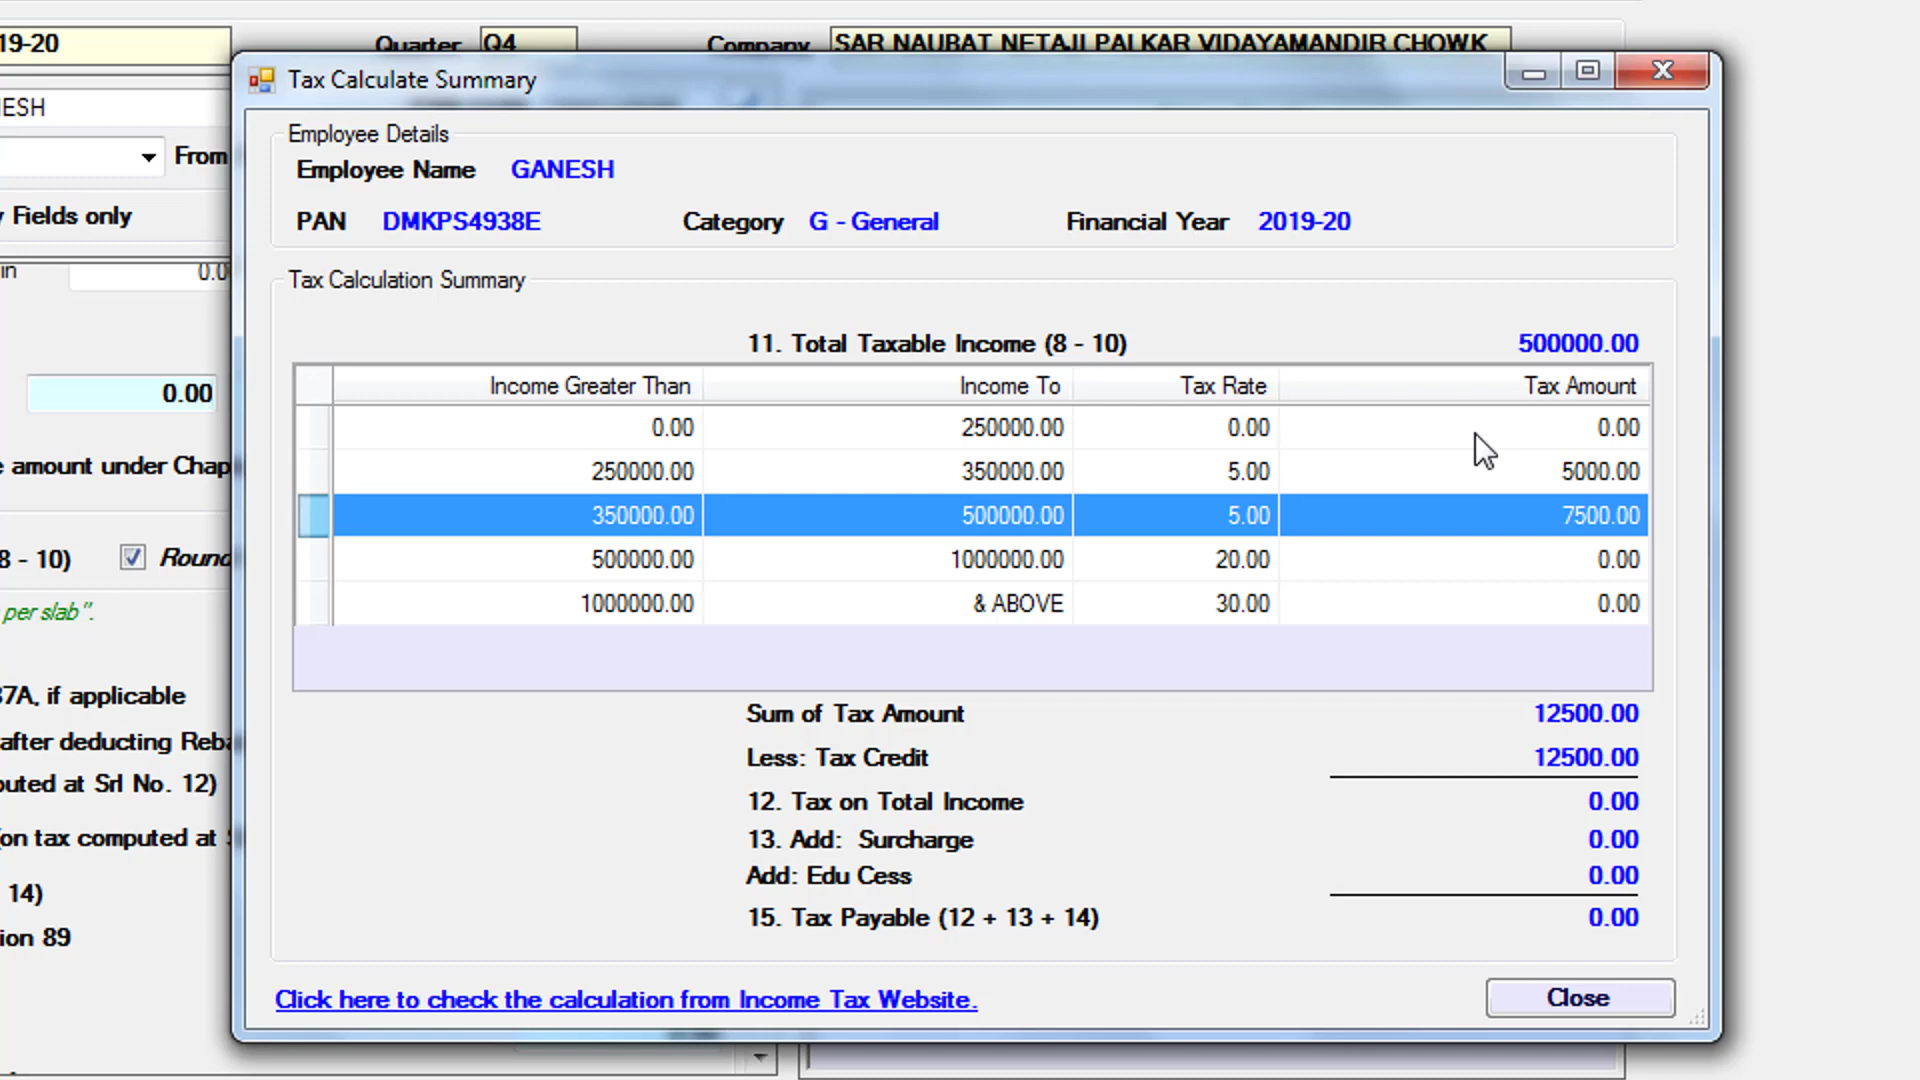 19-20 Quarter Q4 Company SAR NAUBAT NETAJI PALKAR VIDAYAMANDIR CHOWK
Tax Calculate Summary
ESH
Employee Details
From
Employee Name GANESH
Fields only
PAN DMKPS4938E Category G - General Financial Year 2019-20
in 0.0
Tax Calculation Summary
11. Total Taxable Income (8 - 10) 500000.00
0.00
Income Greater Than Income To Tax Rate Tax Amount
0.00 250000.00 0.00 0.00
amount under Chap
250000.00 350000.00 5.00 5000.00
350000.00 500000.00 5.00 7500.00
8 - 10) Round
500000.00 1000000.00 20.00 0.00
per slab".
1000000.00 & ABOVE 30.00 0.00
37A, if applicable
Sum of Tax Amount 12500.00
after deducting Reba
Less: Tax Credit 12500.00
outed at Srl No. 12)
12. Tax on Total Income 0.00
(on tax computed at S
13. Add: Surcharge 0.00
Add: Edu Cess 0.00
14)
15. Tax Payable (12 + 13 + 14) 0.00
ion 89
Click here to check the calculation from Income Tax Website.
Close